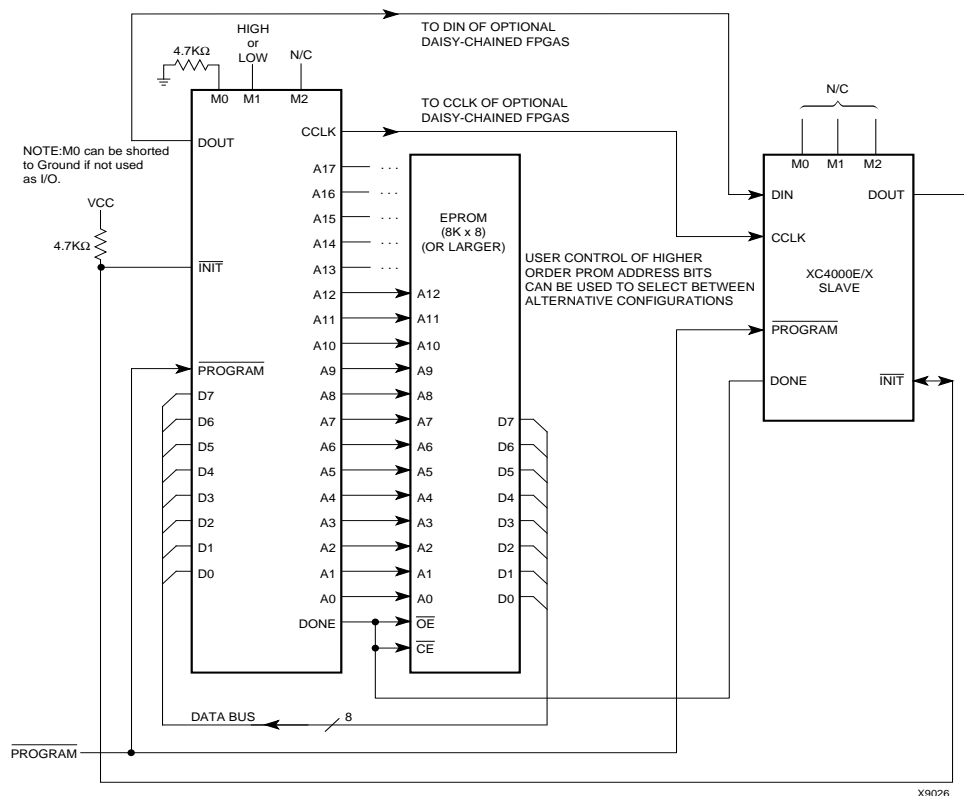 HIGH
or
LOW
4.7KΩ
N/C
M0 M1 M2
TO DIN OF OPTIONAL
DAISY-CHAINED FPGAS
TO CCLK OF OPTIONAL
DAISY-CHAINED FPGAS
NOTE:M0 can be shorted
to Ground if not used
as I/O.
VCC
4.7KΩ
DOUT
INIT
PROGRAM
D7
D6
D5
D4
D3
D2
D1
D0
CCLK
A17 ...
A16 ...
A15 ...
A14 ...
A13 ...
A12
A11
A10
A9
A8
A7
A6
A5
A4
A3
A2
A1
A0
DONE
EPROM
(8K x 8)
(OR LARGER)
A12
A11
A10
A9
A8
A7
A6
A5
A4
A3
A2
A1
A0
OE
CE
D7
D6
D5
D4
D3
D2
D1
D0
USER CONTROL OF HIGHER
ORDER PROM ADDRESS BITS
CAN BE USED TO SELECT BETWEEN
ALTERNATIVE CONFIGURATIONS
N/C
M0 M1 M2
DIN
DOUT
CCLK
XC4000E/X
SLAVE
PROGRAM
DONE
INIT
DATA BUS
8
PROGRAM
X9026